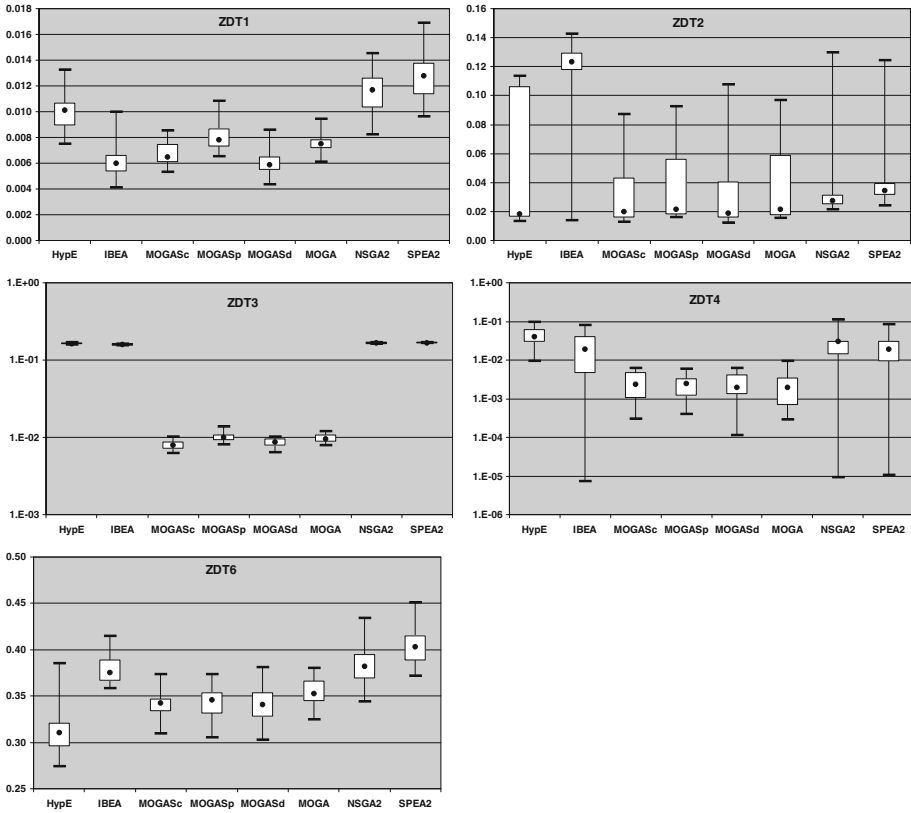 ZDT1
0.018
0.016
0.014
0.012
0.010
0.008
0.006
0.004
0.002
0.000
HypE IBEA MOGASc MOGASp MOGASd MOGA NSGA2 SPEA2
ZDT2
0.16
0.14
0.12
0.10
0.08
0.06
0.04
0.02
0.00
HypE IBEA MOGASc MOGASp MOGASd MOGA NSGA2 SPEA2
ZDT3
1.E+00
1.E-01
1.E-02
1.E-03
HypE IBEA MOGASc MOGASp MOGASd MOGA NSGA2 SPEA2
ZDT4
1.E+00
1.E-01
1.E-02
1.E-03
1.E-04
1.E-05
1.E-06
HypE IBEA MOGASc MOGASp MOGASd MOGA NSGA2 SPEA2
ZDT6
0.50
0.45
0.40
0.35
0.30
0.25
HypE IBEA MOGASc MOGASp MOGASd MOGA NSGA2 SPEA2